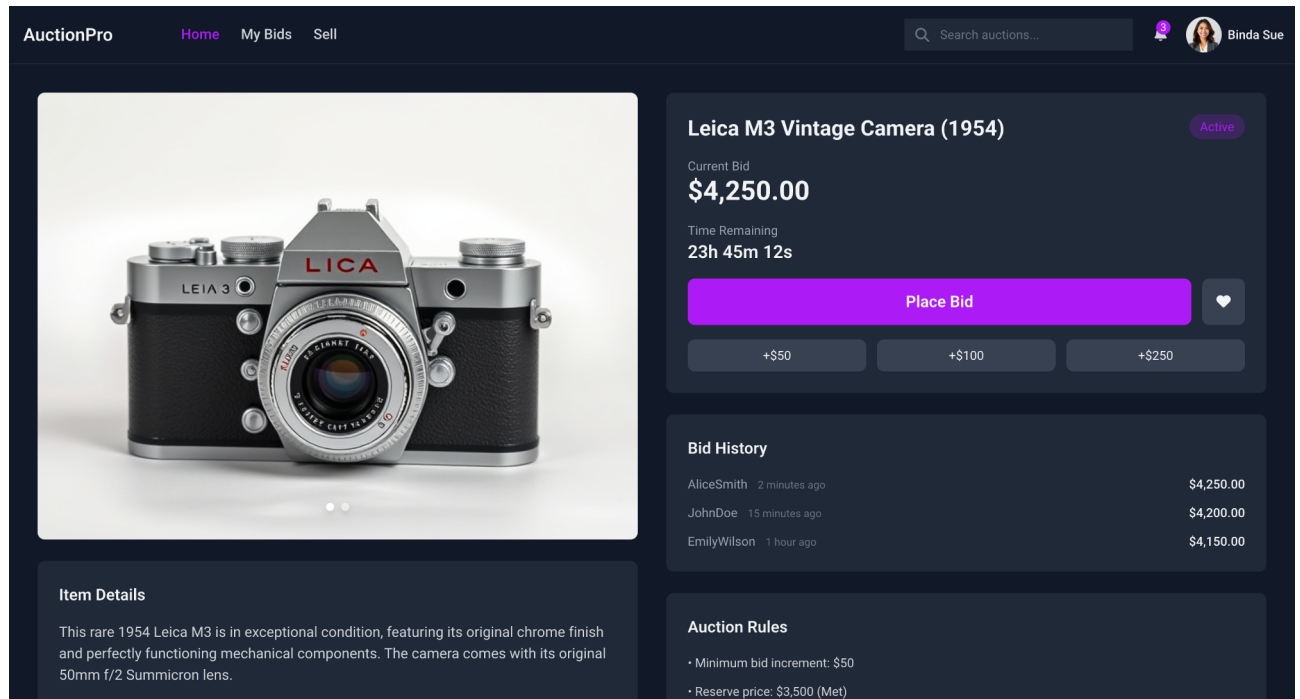 AuctionPro
Home
My Bids
Sell
Search auctions...
3
Binda Sue
LICA
LEIA 3
Leica M3 Vintage Camera (1954)
Active
Current Bid
$4,250.00
Time Remaining
23h 45m 12s
Place Bid
+$50
+$100
+$250
Bid History
AliceSmith 2 minutes ago $4,250.00
JohnDoe 15 minutes ago $4,200.00
EmilyWilson 1 hour ago $4,150.00
Item Details
This rare 1954 Leica M3 is in exceptional condition, featuring its original chrome finish
and perfectly functioning mechanical components. The camera comes with its original
50mm f/2 Summicron lens.
Auction Rules
• Minimum bid increment: $50
• Reserve price: $3,500 (Met)